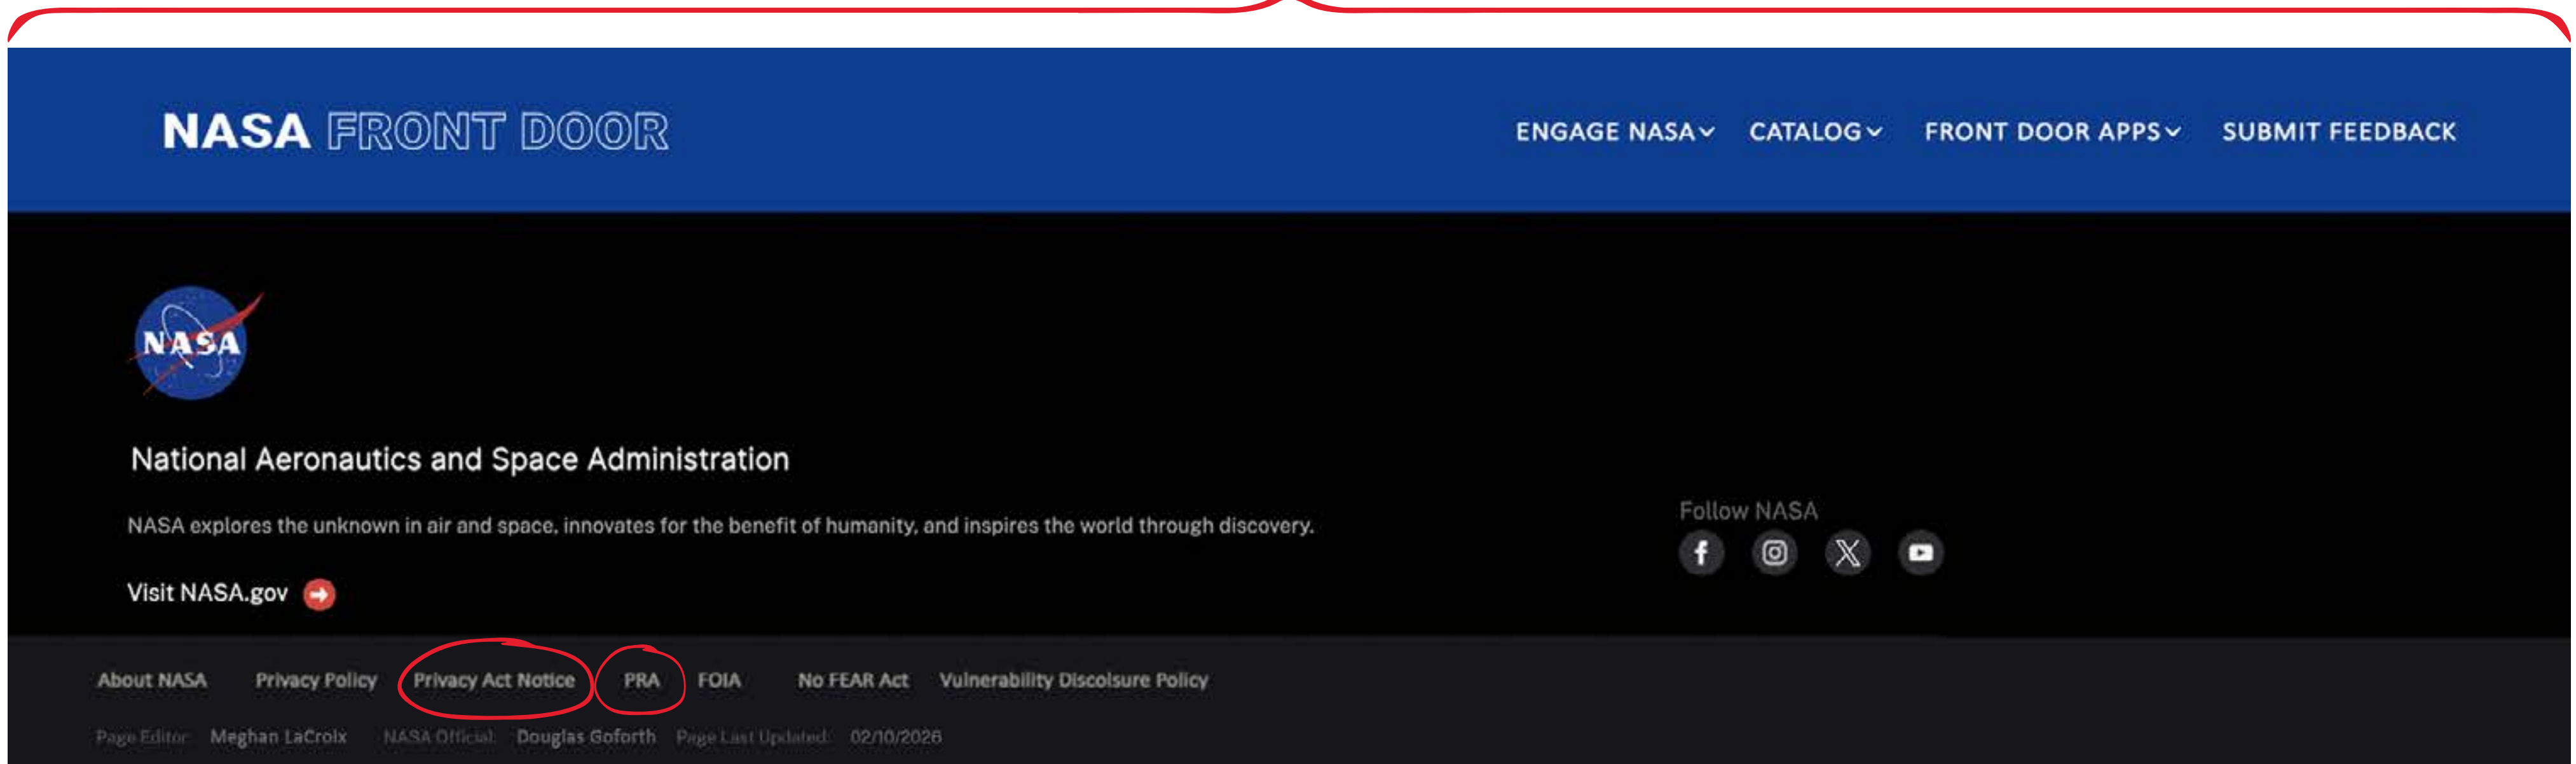 NASA FRONT DOOR ENGAGE NASA CATALOG FRONT DOOR APPS SUBMIT FEEDBACK
NASA
National Aeronautics and Space Administration
NASA explores the unknown in air and space, innovates for the benefit of humanity, and inspires the world through discovery.
Follow NASA
Visit NASA.gov
About NASA Privacy Policy Privacy Act Notice PRA FOIA No FEAR Act Vulnerability Discolsure Policy
Page Editor: Meghan LaCroix NASA Official: Douglas Goforth Page Last Updated: 02/10/2026